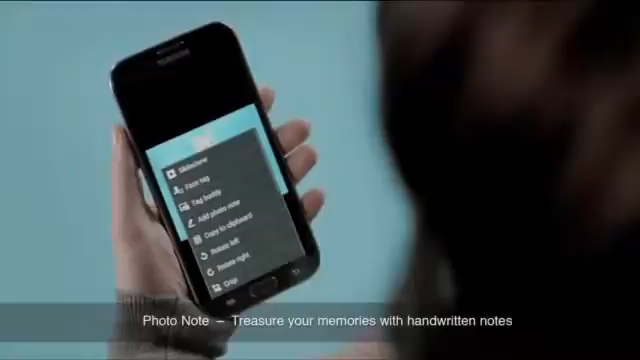 SAMSUNG
Slideshow
Face tag
Tag buddy
Add photo note
Copy to clipboard
Rotate left
Rotate right
Crop
Photo Note – Treasure your memories with handwritten notes